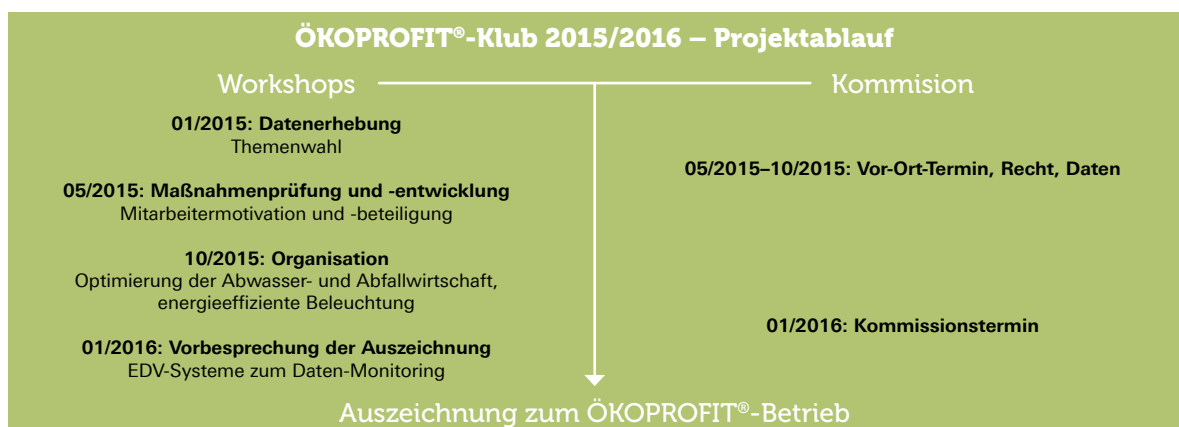 ÖKOPROFIT®-Klub 2015/2016 – Projektablauf
Workshops
01/2015: Datenerhebung
Themenwahl
05/2015: Maßnahmenprüfung und -entwicklung
Mitarbeitermotivation und -beteiligung
10/2015: Organisation
Optimierung der Abwasser- und Abfallwirtschaft,
energieeffiziente Beleuchtung
01/2016: Vorbesprechung der Auszeichnung
EDV-Systeme zum Daten-Monitoring
Kommision
05/2015–10/2015: Vor-Ort-Termin, Recht, Daten
01/2016: Kommissionstermin
Auszeichnung zum ÖKOPROFIT®-Betrieb